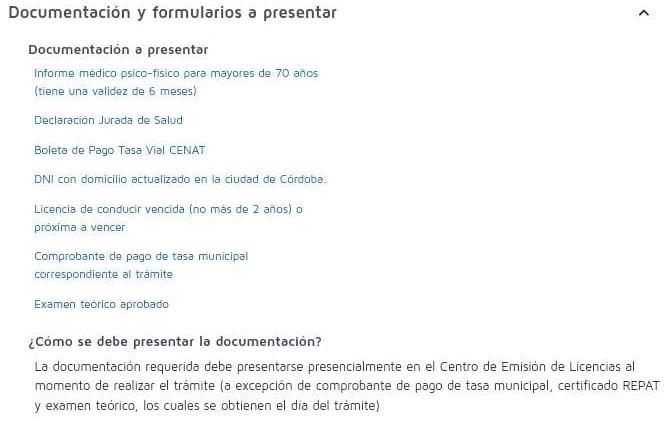 Documentación y formularios a presentar
Documentación a presentar
Informe médico psico-físico para mayores de 70 años
(tiene una validez de 6 meses)
Declaración Jurada de Salud
Boleta de Pago Tasa Vial CENAT
DNI con domicilio actualizado en la ciudad de Córdoba.
Licencia de conducir vencida (no más de 2 años) o
próxima a vencer
Comprobante de pago de tasa municipal
correspondiente al trámite
Examen teórico aprobado
¿Cómo se debe presentar la documentación?
La documentación requerida debe presentarse presencialmente en el Centro de Emisión de Licencias al
momento de realizar el trámite (a excepción de comprobante de pago de tasa municipal, certificado REPAT
y examen teórico, los cuales se obtienen el día del trámite)